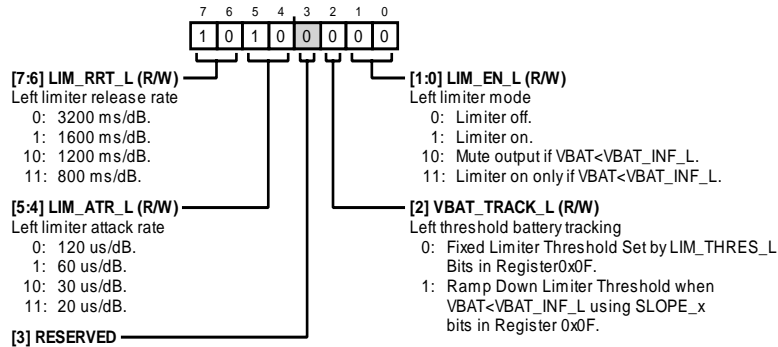 7 6 5 4 3 2 1 0
1 0 1 0 0 0 0 0
[7:6] LIM_RRT_L (R/W)
Left limiter release rate
0: 3200 ms/dB.
1: 1600 ms/dB.
10: 1200 ms/dB.
11: 800 ms/dB.
[5:4] LIM_ATR_L (R/W)
Left limiter attack rate
0: 120 us/dB.
1: 60 us/dB.
10: 30 us/dB.
11: 20 us/dB.
[3] RESERVED
[1:0] LIM_EN_L (R/W)
Left limiter mode
0: Limiter off.
1: Limiter on.
10: Mute output if VBAT<VBAT_INF_L.
11: Limiter on only if VBAT<VBAT_INF_L.
[2] VBAT_TRACK_L (R/W)
Left threshold battery tracking
0: Fixed Limiter Threshold Set by LIM_THRES_L
Bits in Register0x0F.
1: Ramp Down Limiter Threshold when
VBAT<VBAT_INF_L using SLOPE_x
bits in Register 0x0F.